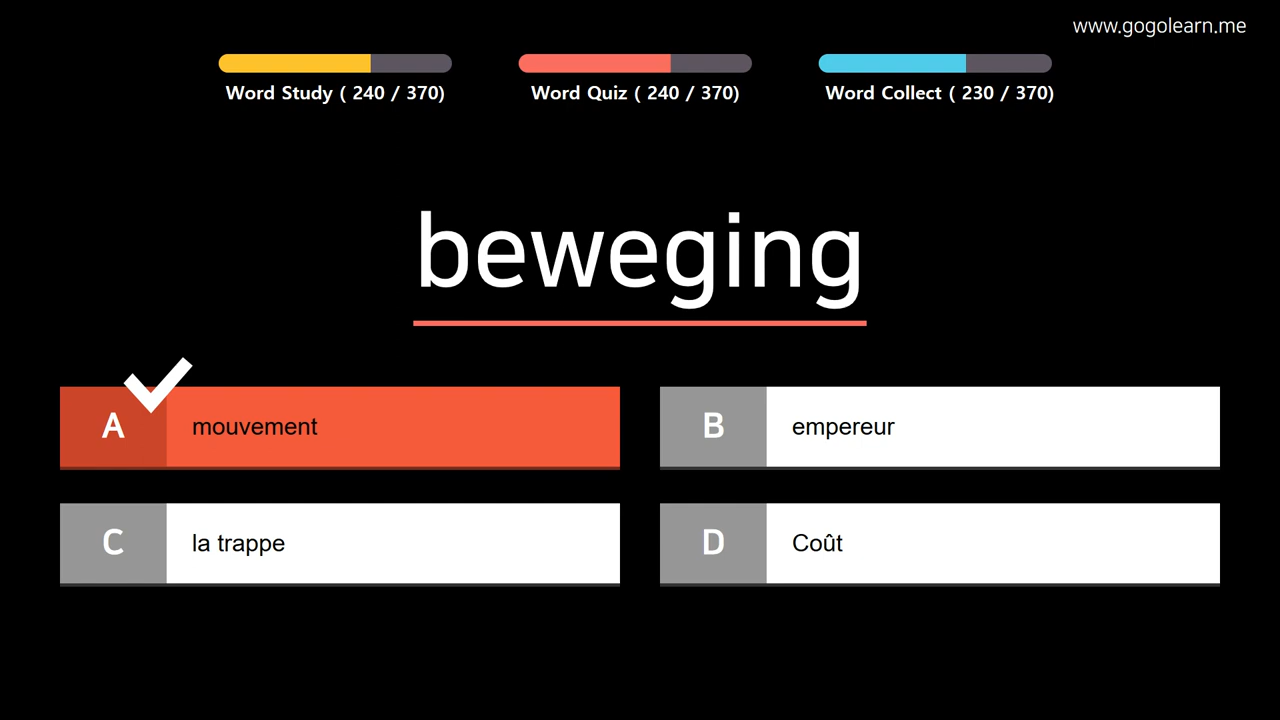 www.gogolearn.me
Word Study ( 240 / 370)
Word Quiz ( 240 / 370)
Word Collect ( 230 / 370)
beweging
A
mouvement
B
empereur
C
la trappe
D
Coût